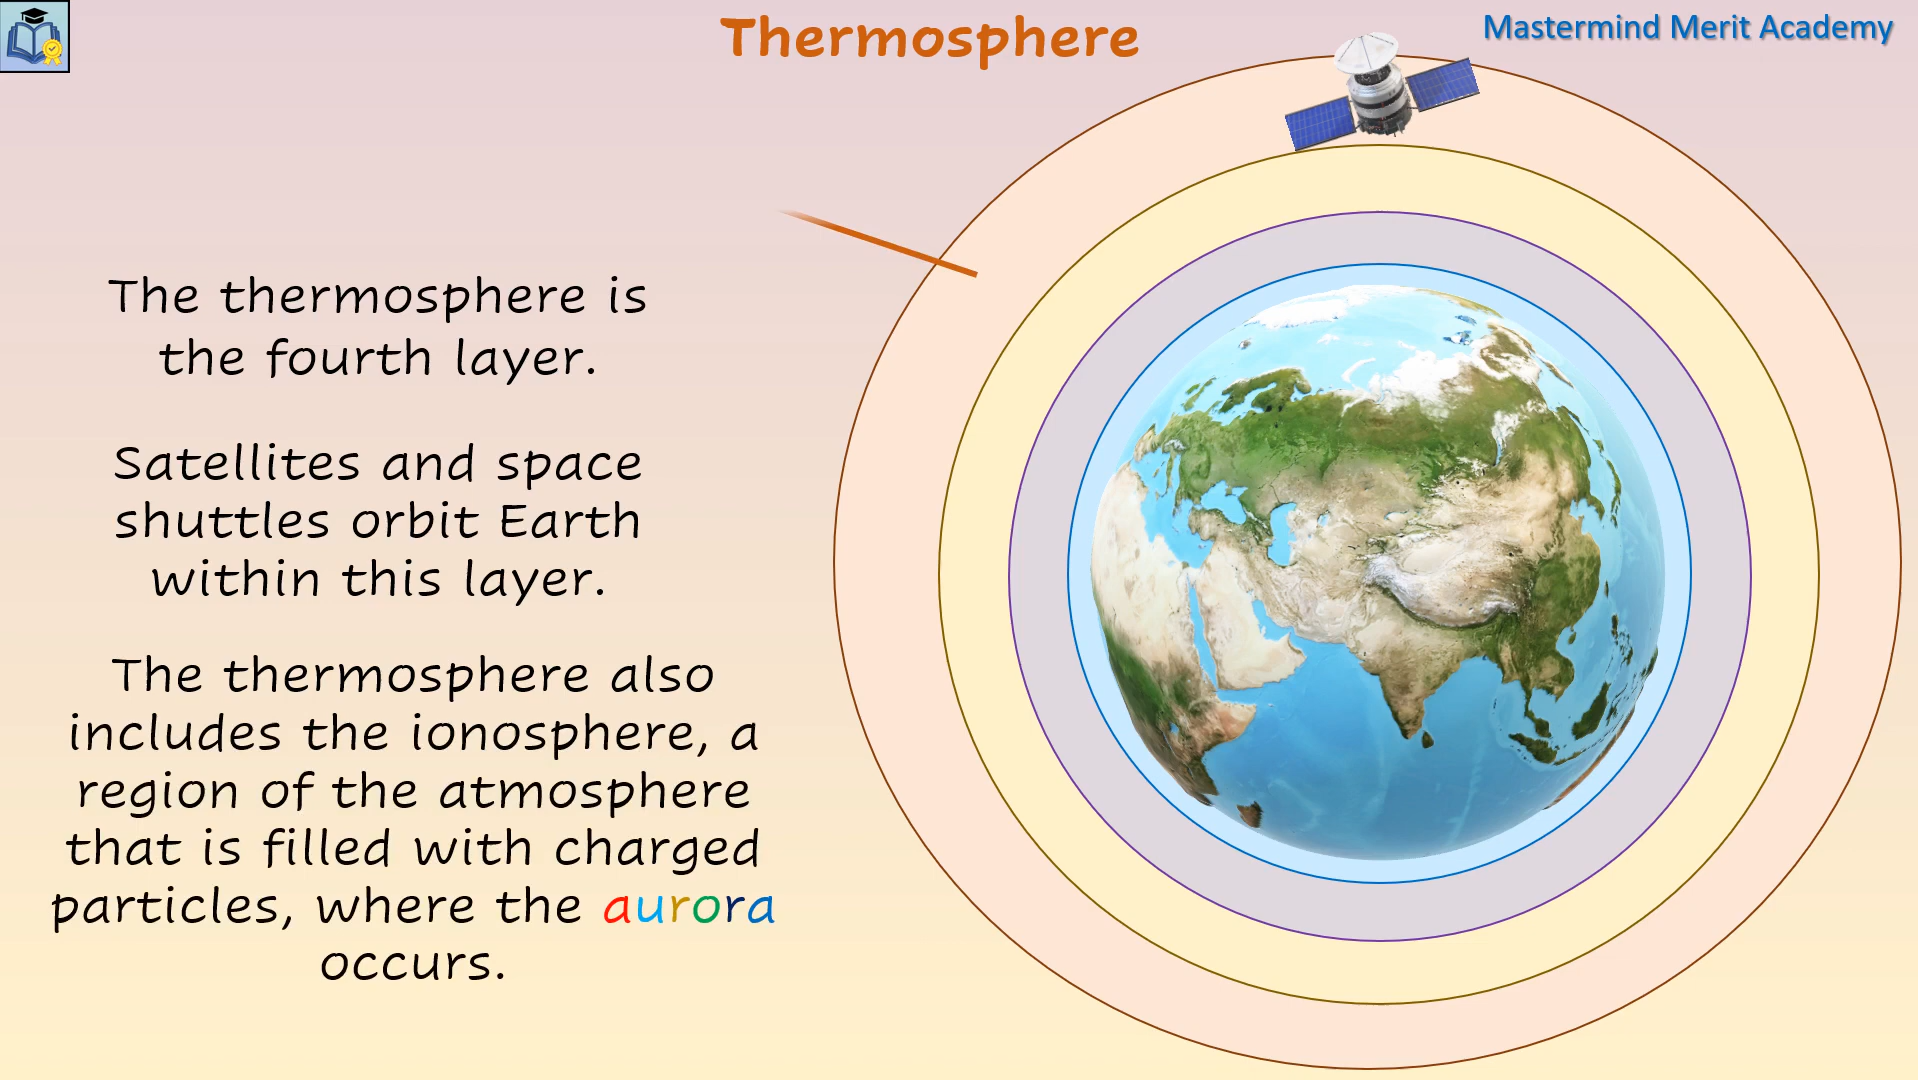 Thermosphere
Mastermind Merit Academy
The thermosphere is
the fourth layer.
Satellites and space
shuttles orbit Earth
within this layer.
The thermosphere also
includes the ionosphere, a
region of the atmosphere
that is filled with charged
particles, where the aurora
occurs.